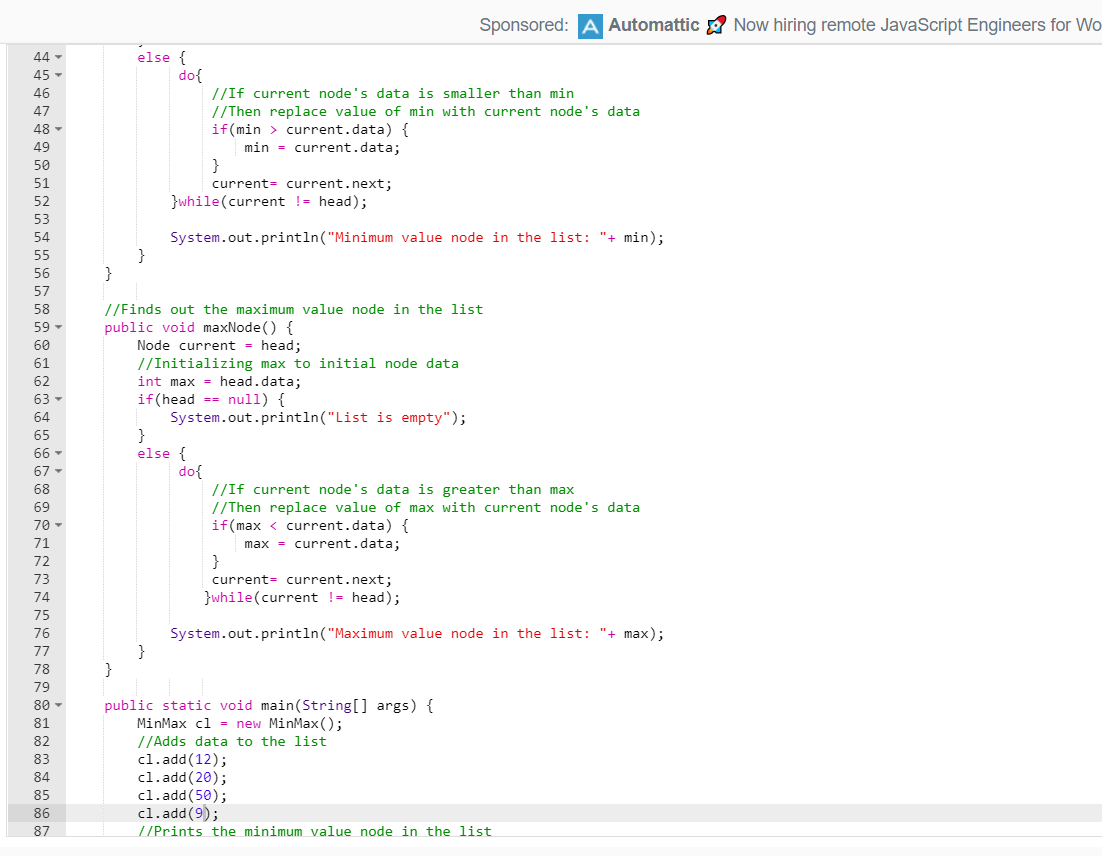 Sponsored: Automattic 🚀 Now hiring remote JavaScript Engineers for Wo
44 else {
45 do{
46 //If current node's data is smaller than min
47 //Then replace value of min with current node's data
48 if(min > current.data) {
49 min = current.data;
50 }
51 current= current.next;
52 }while(current != head);
53
54 System.out.println("Minimum value node in the list: "+ min);
55 }
56 }
57
58 //Finds out the maximum value node in the list
59 public void maxNode() {
60 Node current = head;
61 //Initializing max to initial node data
62 int max = head.data;
63 if(head == null) {
64 System.out.println("List is empty");
65 }
66 else {
67 do{
68 //If current node's data is greater than max
69 //Then replace value of max with current node's data
70 if(max < current.data) {
71 max = current.data;
72 }
73 current= current.next;
74 }while(current != head);
75
76 System.out.println("Maximum value node in the list: "+ max);
77 }
78 }
79
80 public static void main(String[] args) {
81 MinMax cl = new MinMax();
82 //Adds data to the list
83 cl.add(12);
84 cl.add(20);
85 cl.add(50);
86 cl.add(9);
87 //Prints the minimum value node in the list